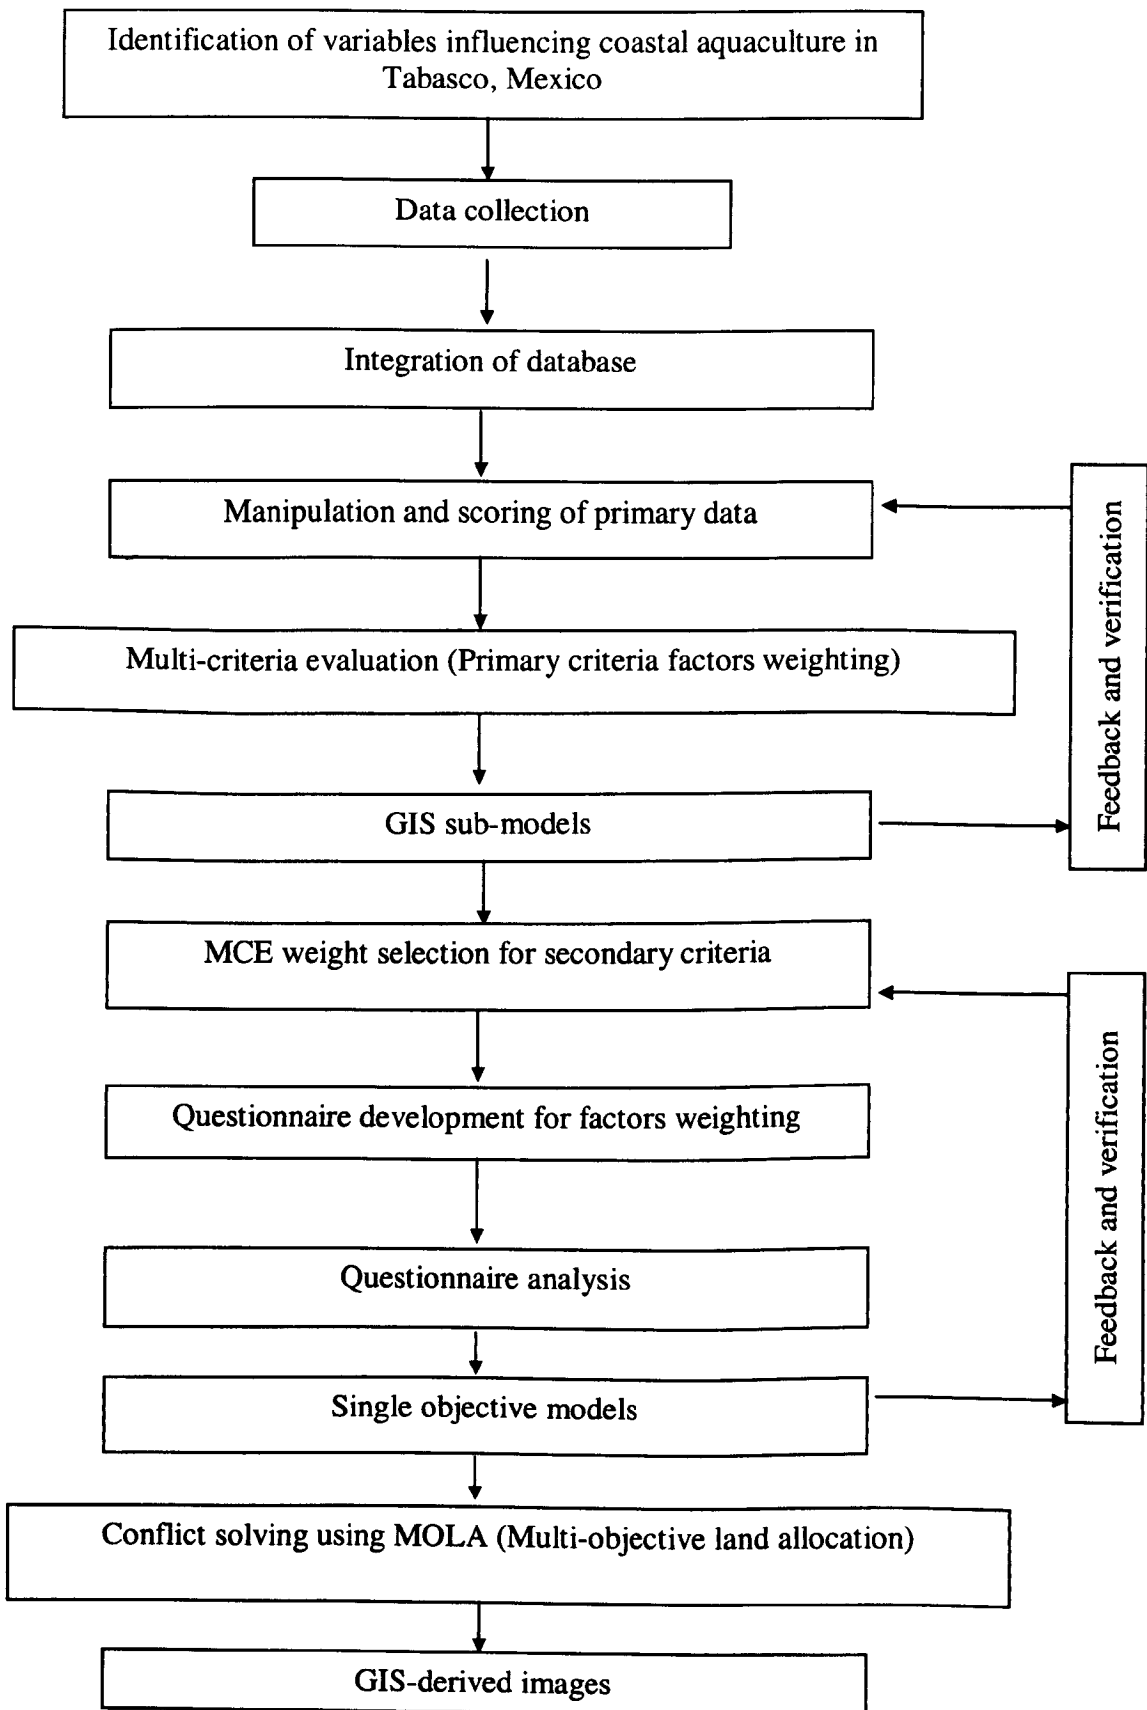 Identification of variables influencing coastal aquaculture in
Tabasco, Mexico
Data collection
Integration of database
Manipulation and scoring of primary data
Multi-criteria evaluation (Primary criteria factors weighting)
GIS sub-models
Feedback and verification
MCE weight selection for secondary criteria
Questionnaire development for factors weighting
Questionnaire analysis
Single objective models
Feedback and verification
Conflict solving using MOLA (Multi-objective land allocation)
GIS-derived images